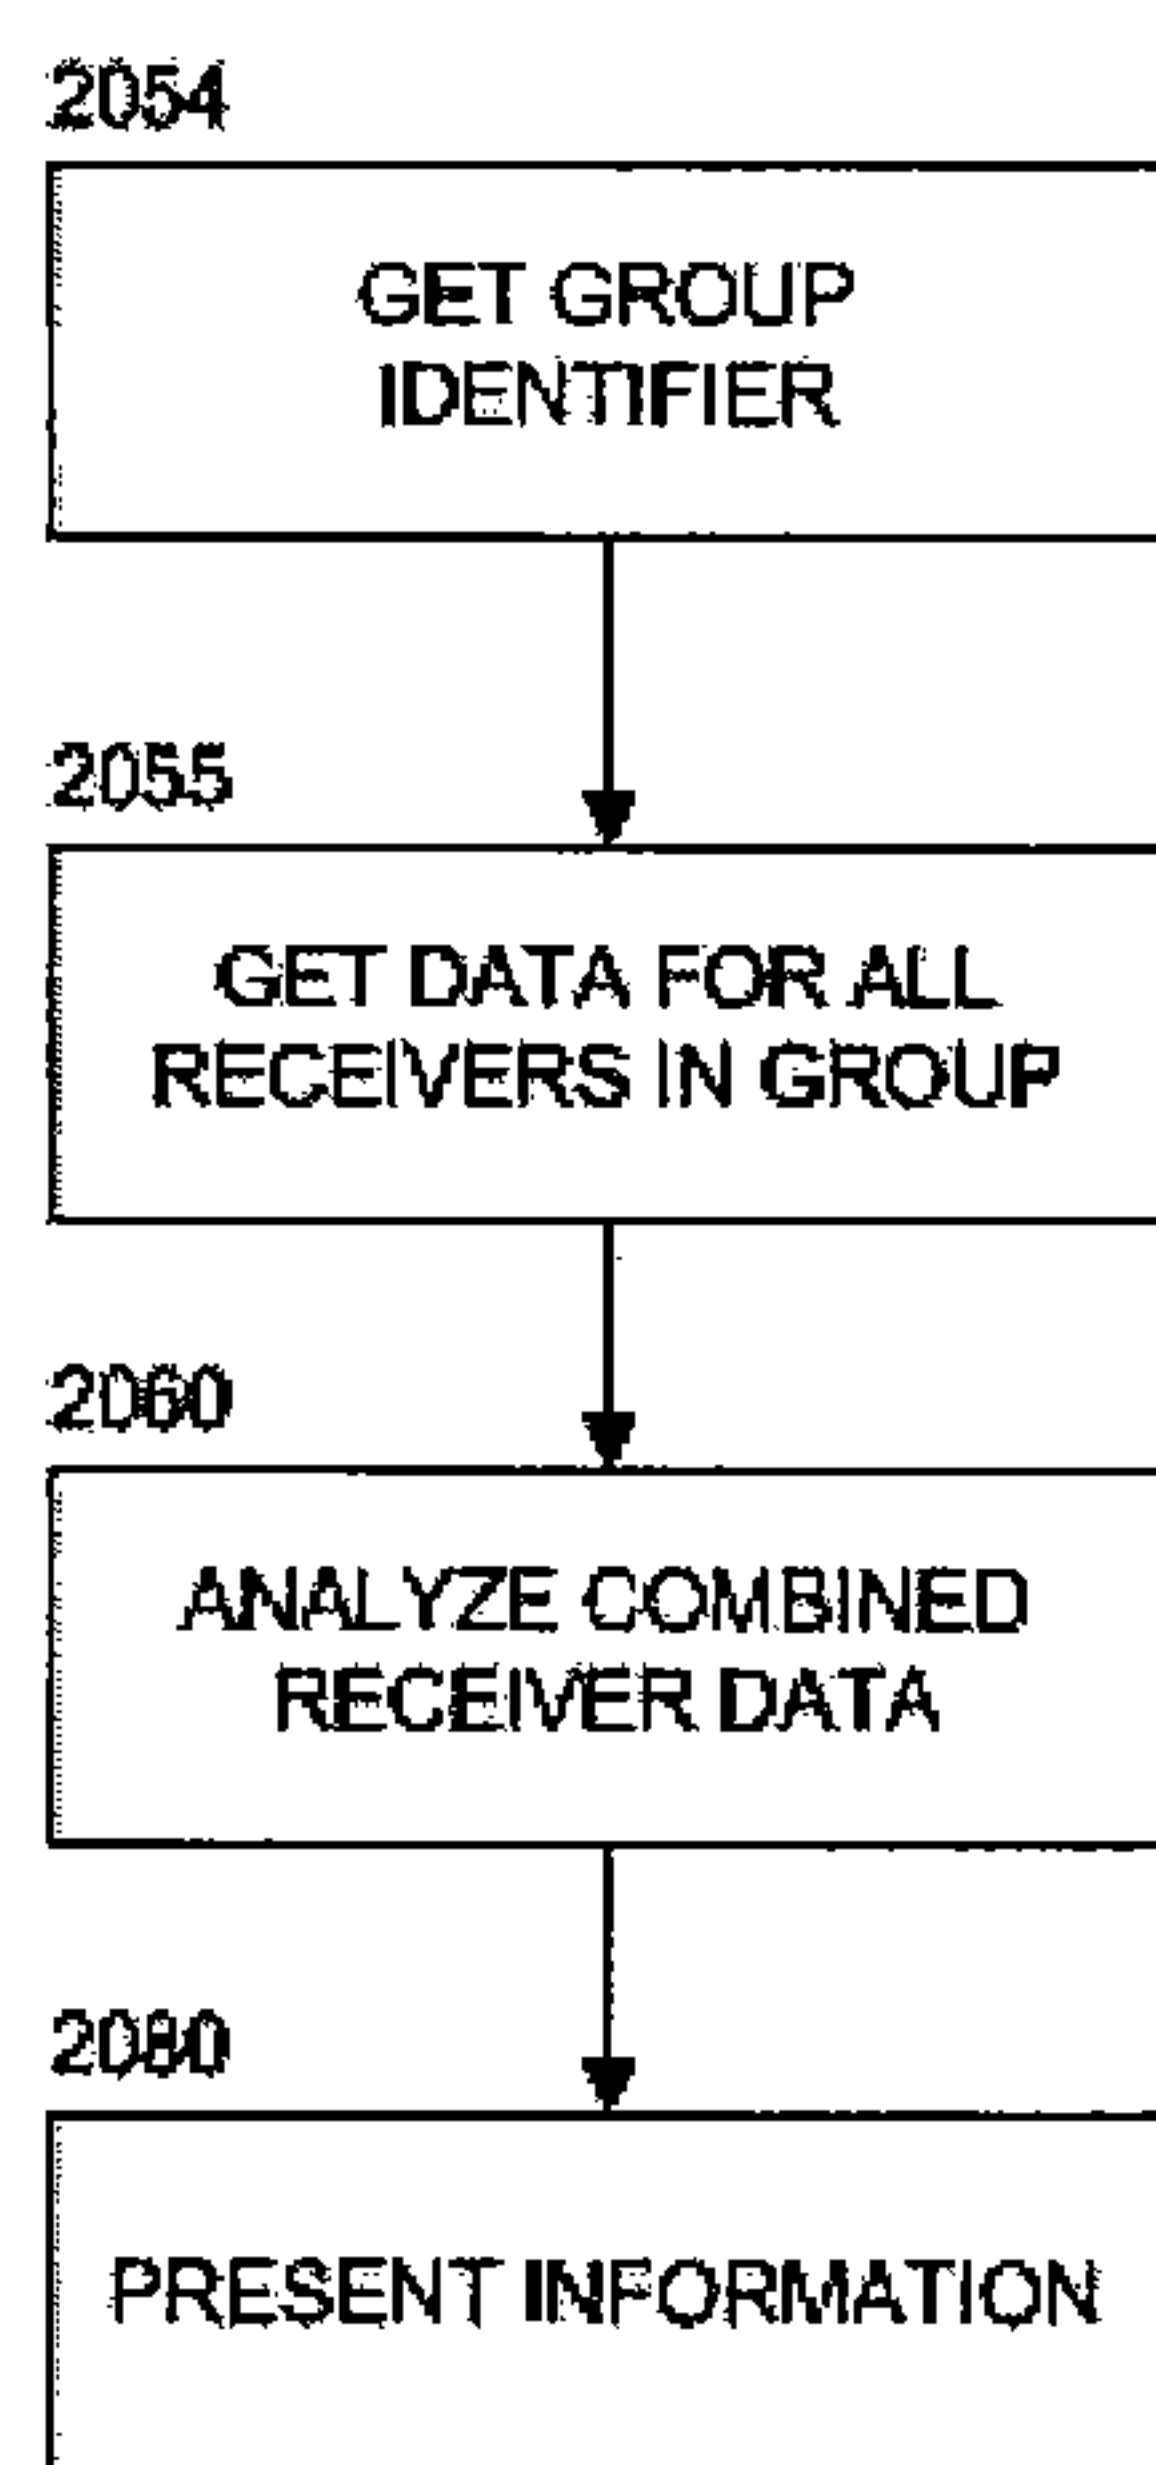 2054
GET GROUP
IDENTIFIER
2055
GET DATA FOR ALL
RECEIVERS IN GROUP
2060
ANALYZE COMBINED
RECEIVER DATA
2080
PRESENT INFORMATION